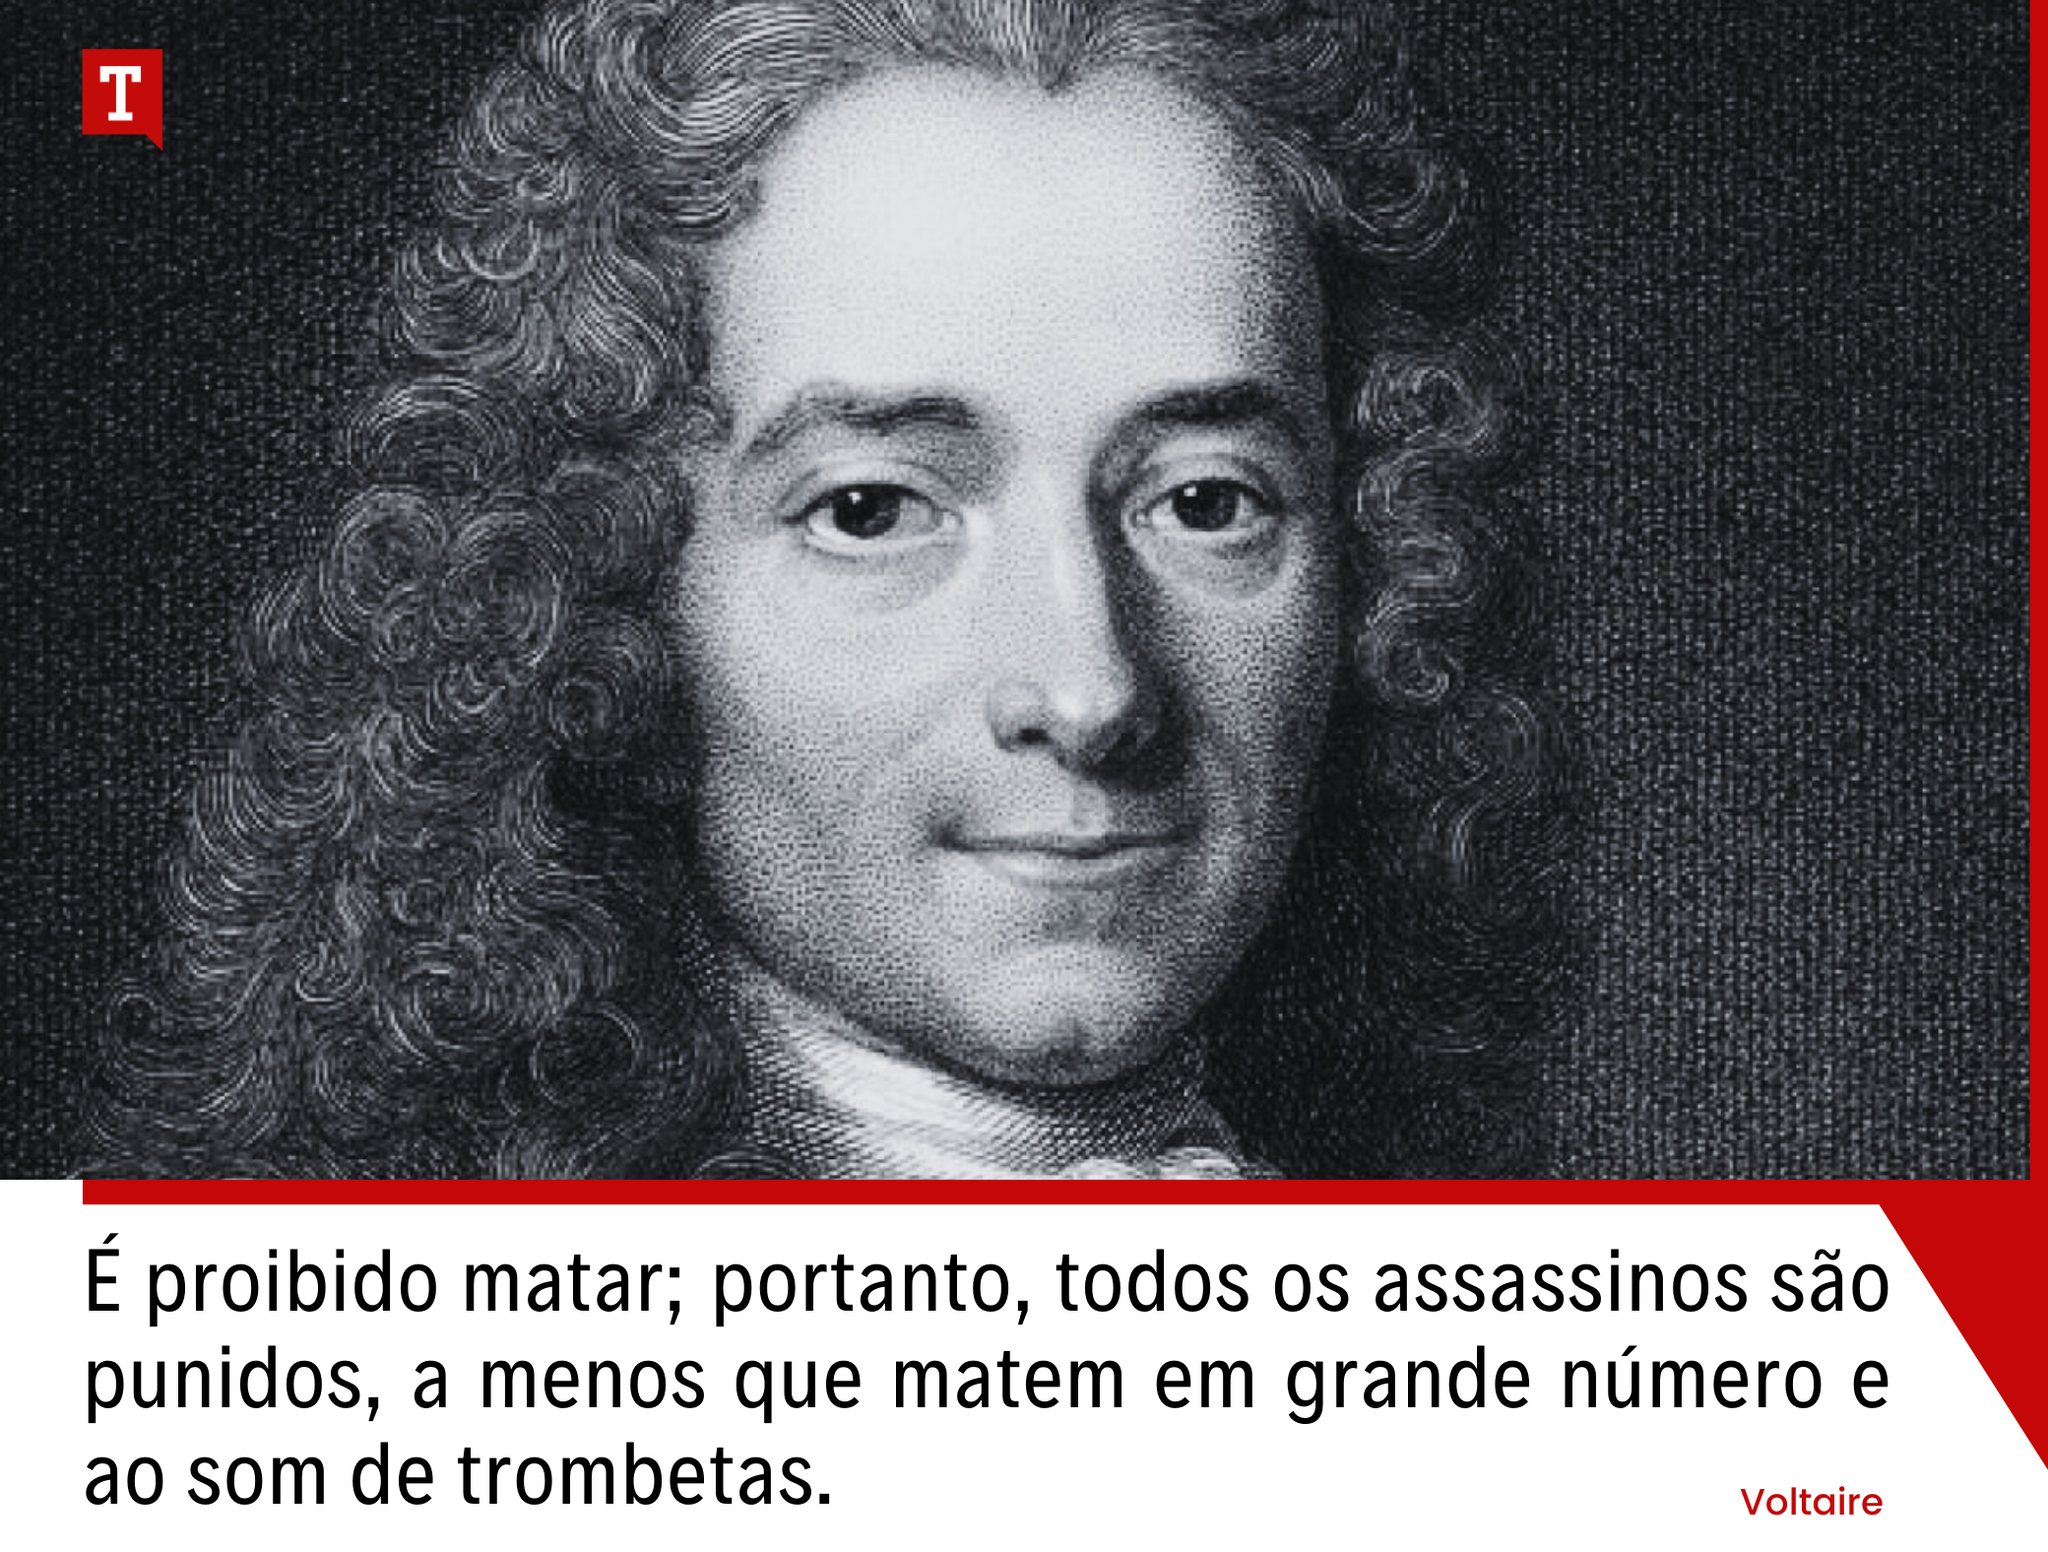 T
É proibido matar; portanto, todos os assassinos são
punidos, a menos que matem em grande número e
ao som de trombetas.
Voltaire